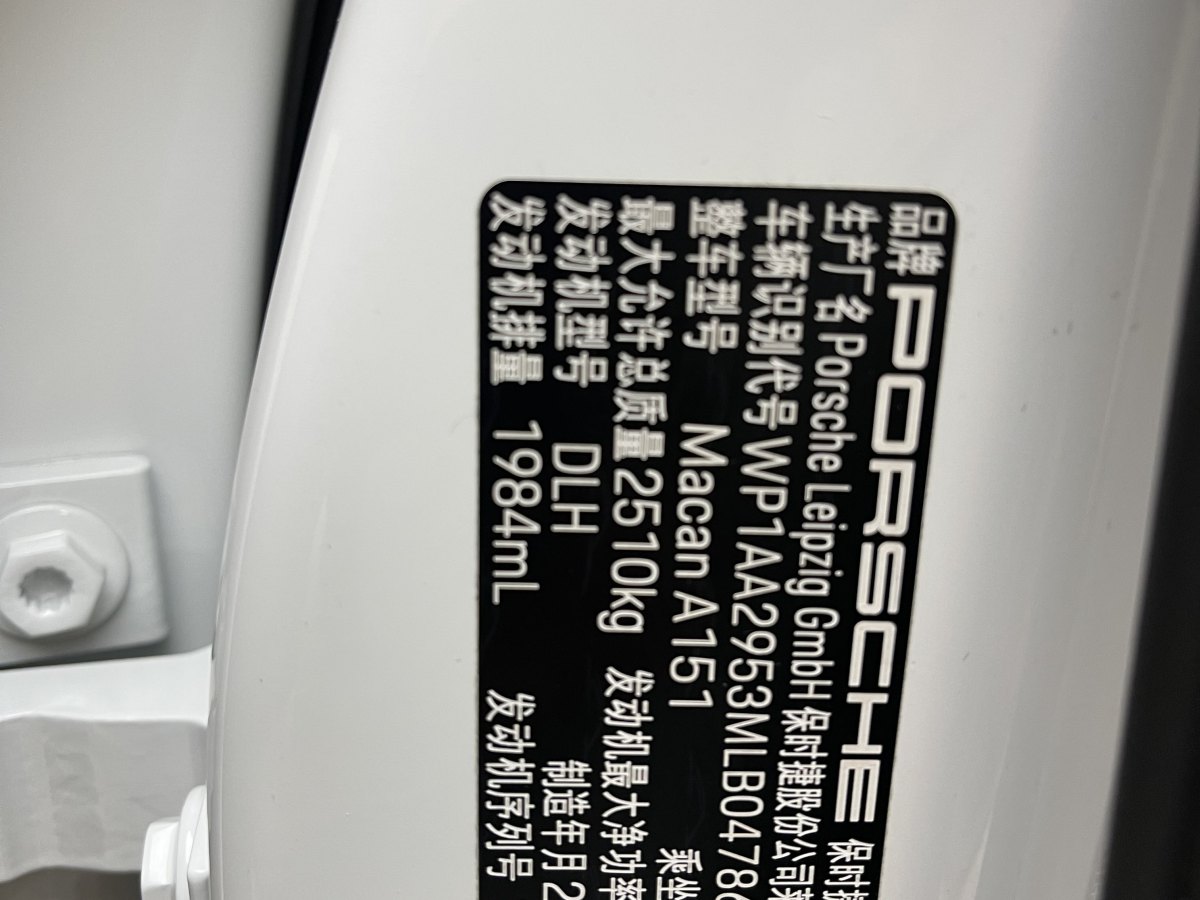 品牌 PORSCHE 保时捷
生产厂名 Porsche Leipzig GmbH 保时捷股份公司莱
车辆识别代号 WP1AA2953MLB04786
整车型号 Macan A151 乘坐
最大允许总质量 2510kg 发动机最大净功率
发动机型号 DLH 制造年月 2
发动机排量 1984mL 发动机序列号